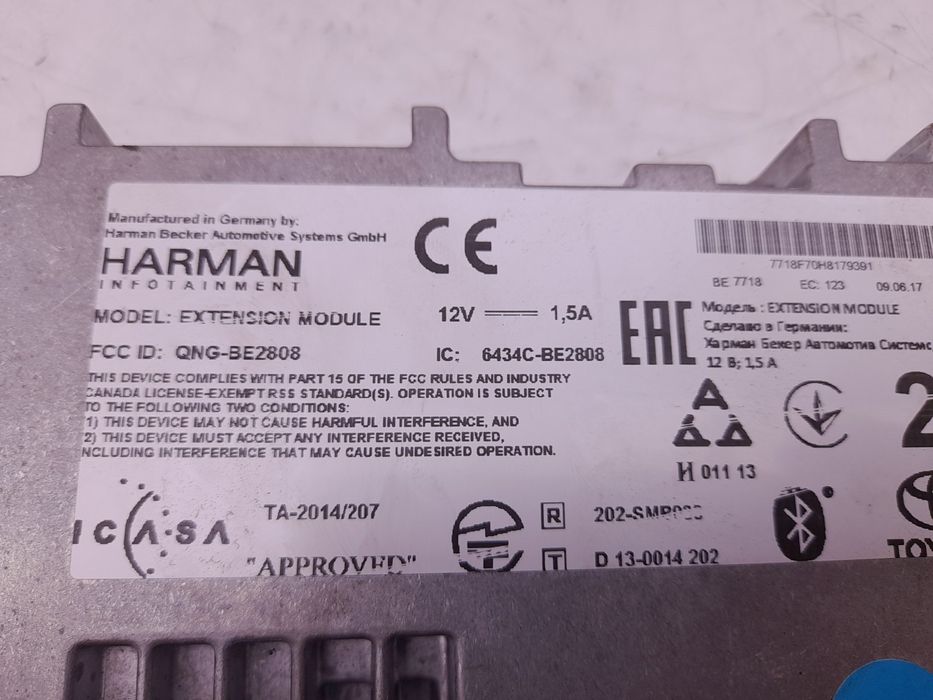 Manufactured in Germany by:
Harman Becker Automotive Systems GmbH
HARMAN
INFOTAINMENT
MODEL: EXTENSION MODULE
12V 1,5A
FCC ID: QNG-BE2808
IC: 6434C-BE2808
THIS DEVICE COMPLIES WITH PART 15 OF THE FCC RULES AND INDUSTRY
CANADA LICENSE-EXEMPT RSS STANDARD(S). OPERATION IS SUBJECT
TO THE FOLLOWING TWO CONDITIONS:
1) THIS DEVICE MAY NOT CAUSE HARMFUL INTERFERENCE, AND
2) THIS DEVICE MUST ACCEPT ANY INTERFERENCE RECEIVED,
INCLUDING INTERFERENCE THAT MAY CAUSE UNDESIRED OPERATION.
ICASA
TA-2014/207
"APPROVED"
CE
7718F70H8179391
BE 7718 EC: 123 09.06.17
EAC
Модель : EXTENSION MODULE
Сделано в Германии:
Харман Бекер Автомотив Системс
12 В; 1,5 А
И 011 13
2
R
T D 13-0014 202